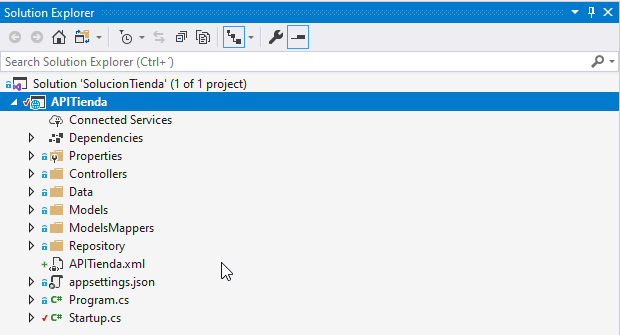 Solution Explorer
Search Solution Explorer (Ctrl+´)
Solution 'SolucionTienda' (1 of 1 project)
APITienda
Connected Services
Dependencies
Properties
Controllers
Data
Models
ModelsMappers
Repository
APITienda.xml
appsettings.json
C# Program.cs
C# Startup.cs